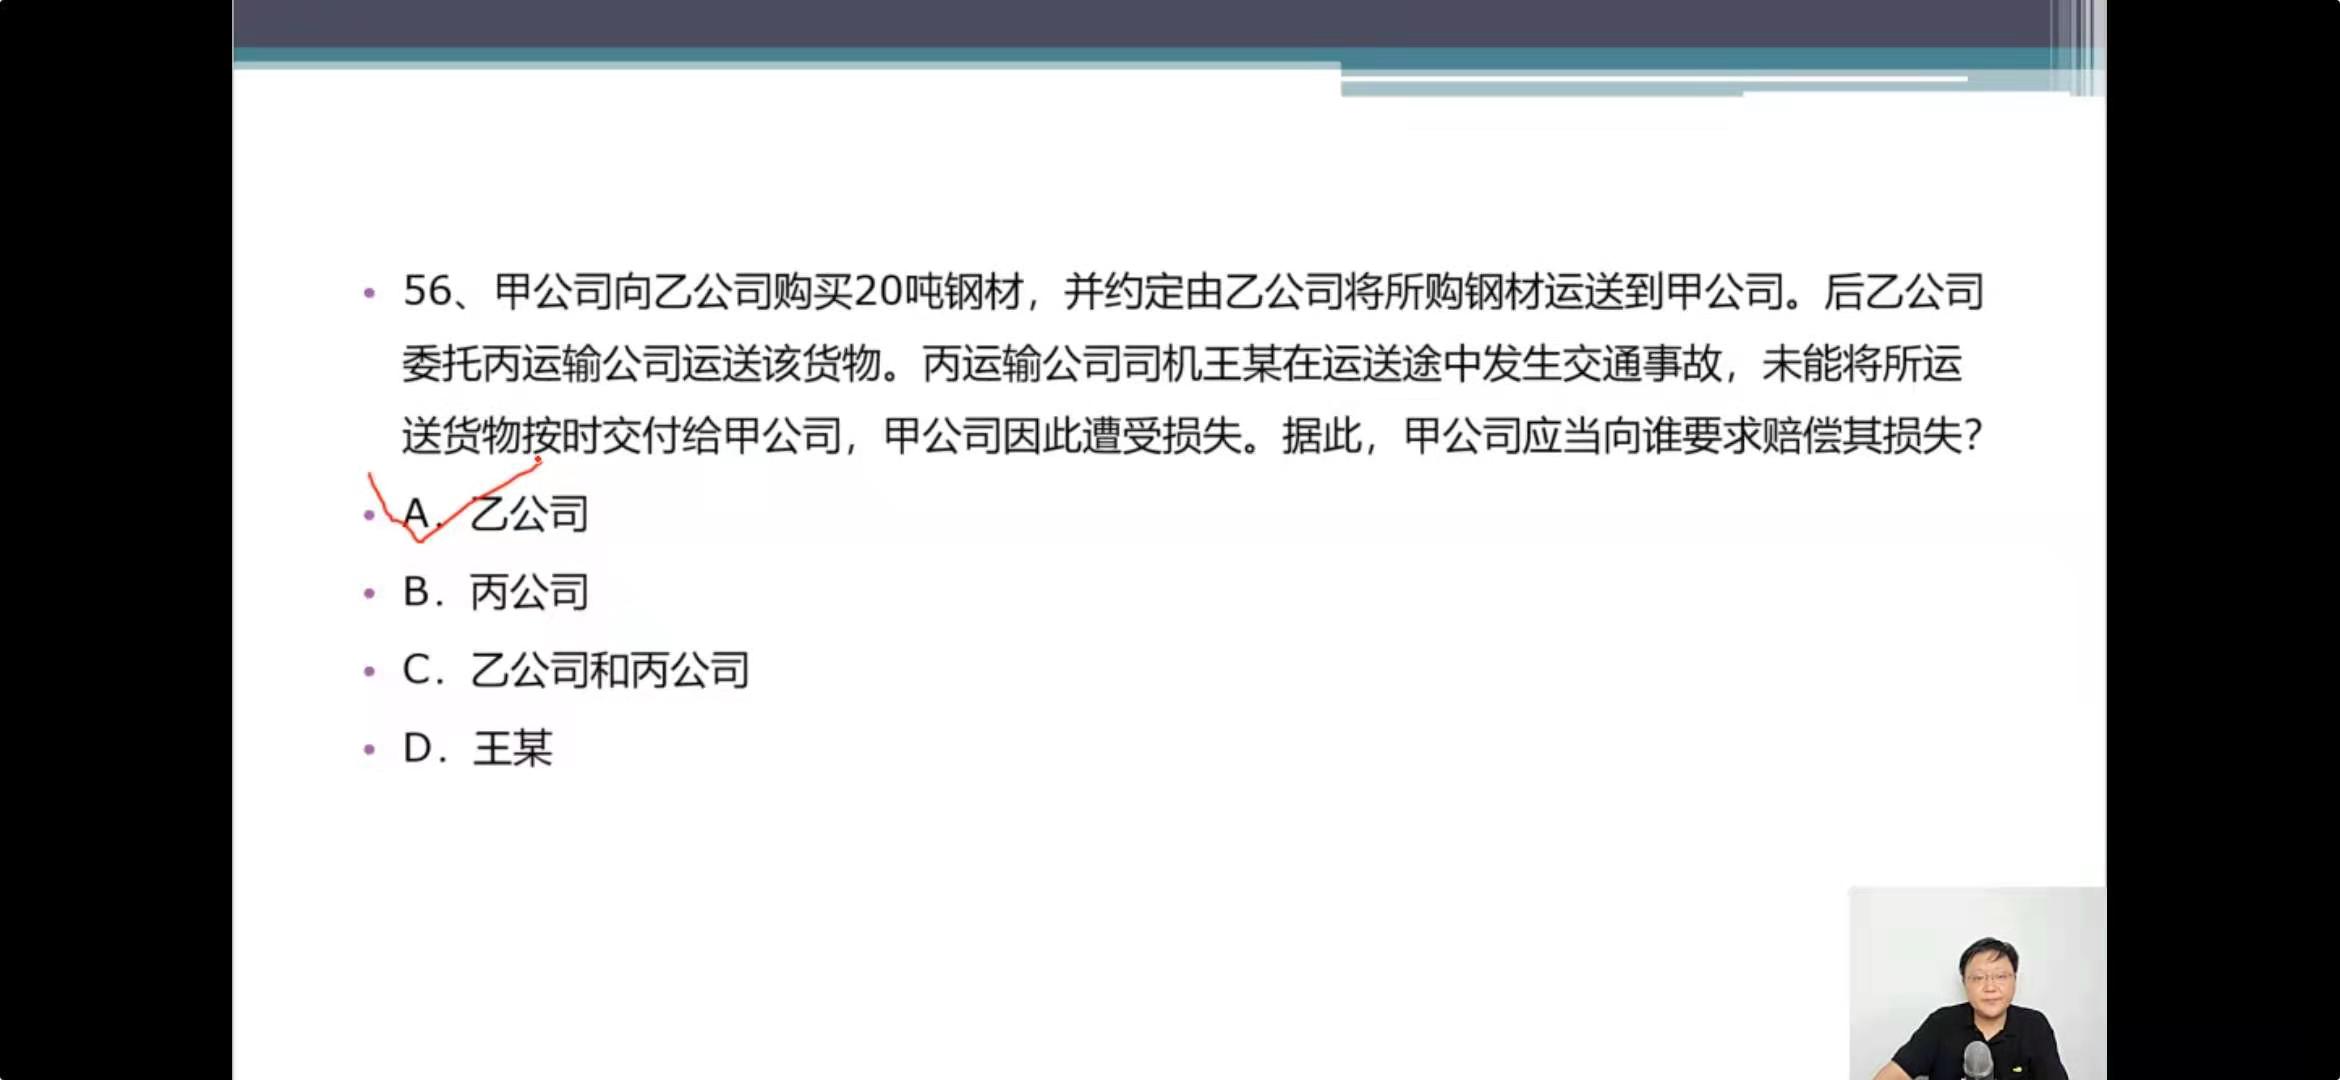 56、甲公司向乙公司购买20吨钢材，并约定由乙公司将所购钢材运送到甲公司。后乙公司
委托丙运输公司运送该货物。丙运输公司司机王某在运送途中发生交通事故，未能将所运
送货物按时交付给甲公司，甲公司因此遭受损失。据此，甲公司应当向谁要求赔偿其损失？
A．乙公司
B．丙公司
C．乙公司和丙公司
D．王某